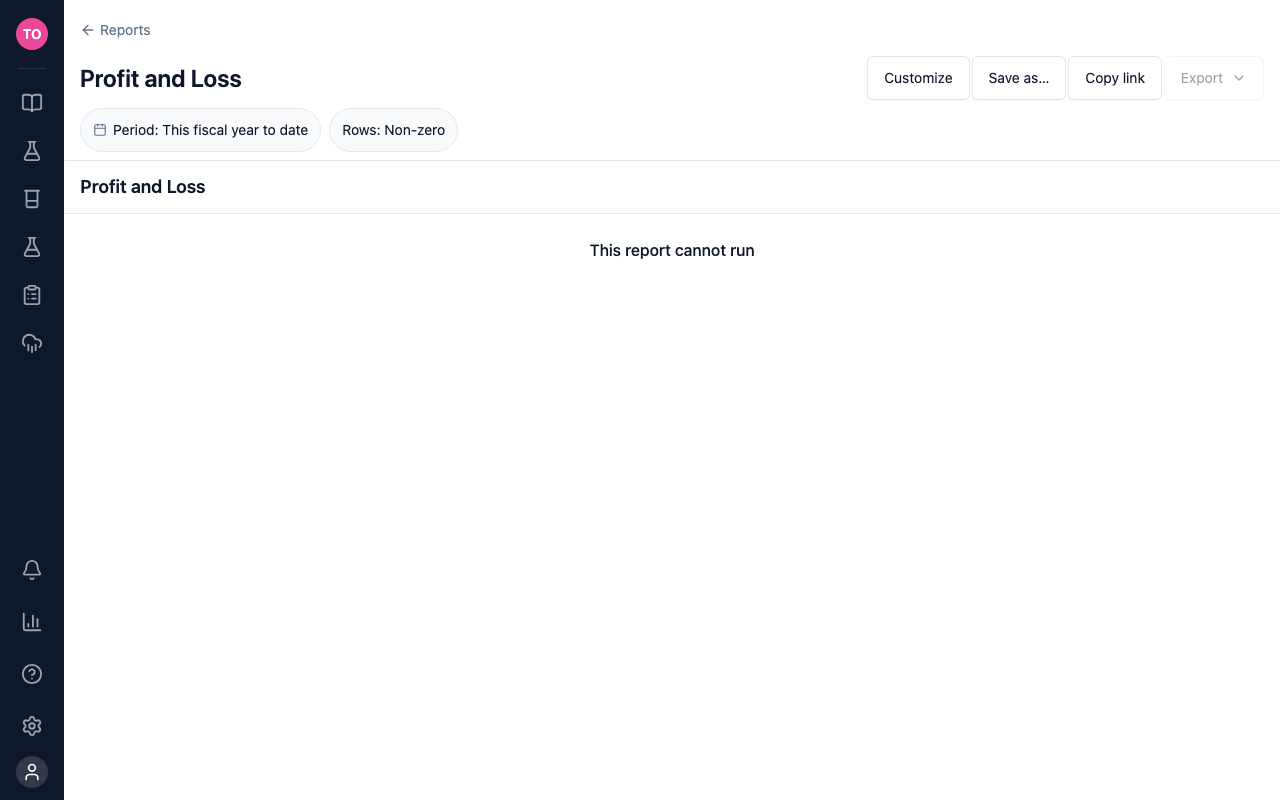 TO
Reports
Profit and Loss
Customize
Save as...
Copy link
Export
Period: This fiscal year to date
Rows: Non-zero
Profit and Loss
This report cannot run